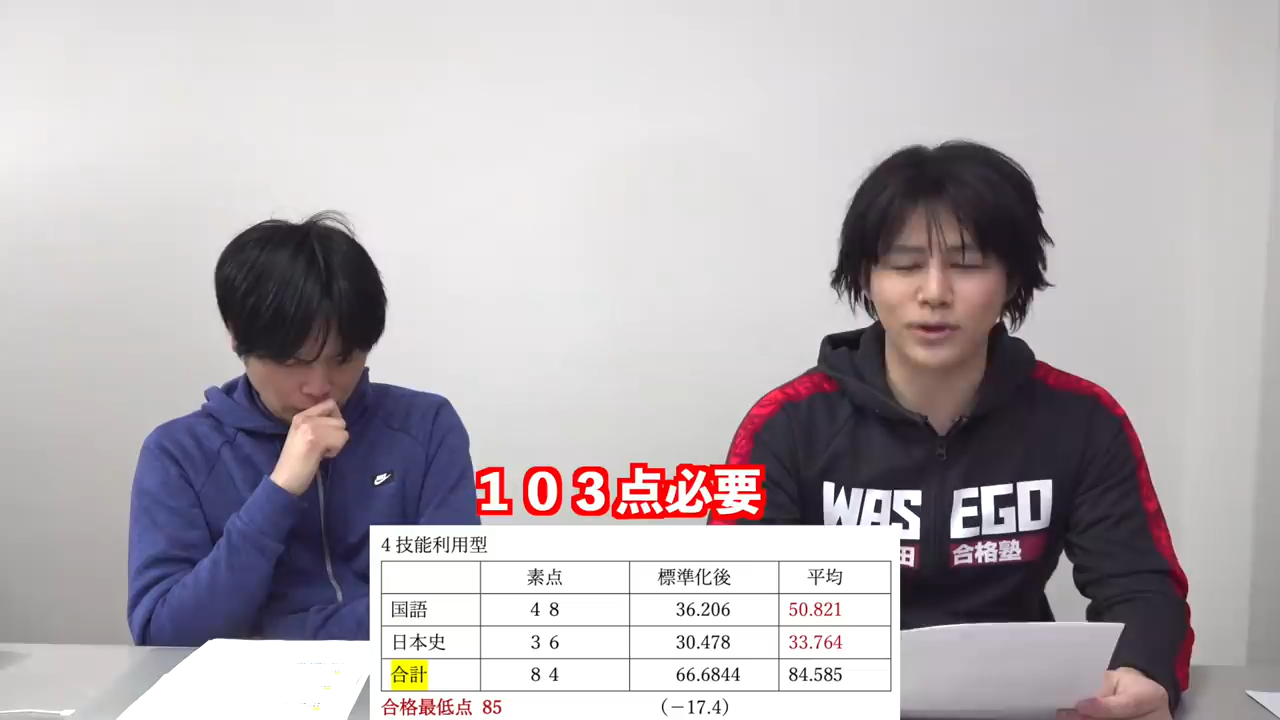 WAS EGO
田 合格塾
103点必要
4技能利用型
素点 標準化後 平均
国語 48 36.206 50.821
日本史 36 30.478 33.764
合計 84 66.6844 84.585
合格最低点 85 (−17.4)